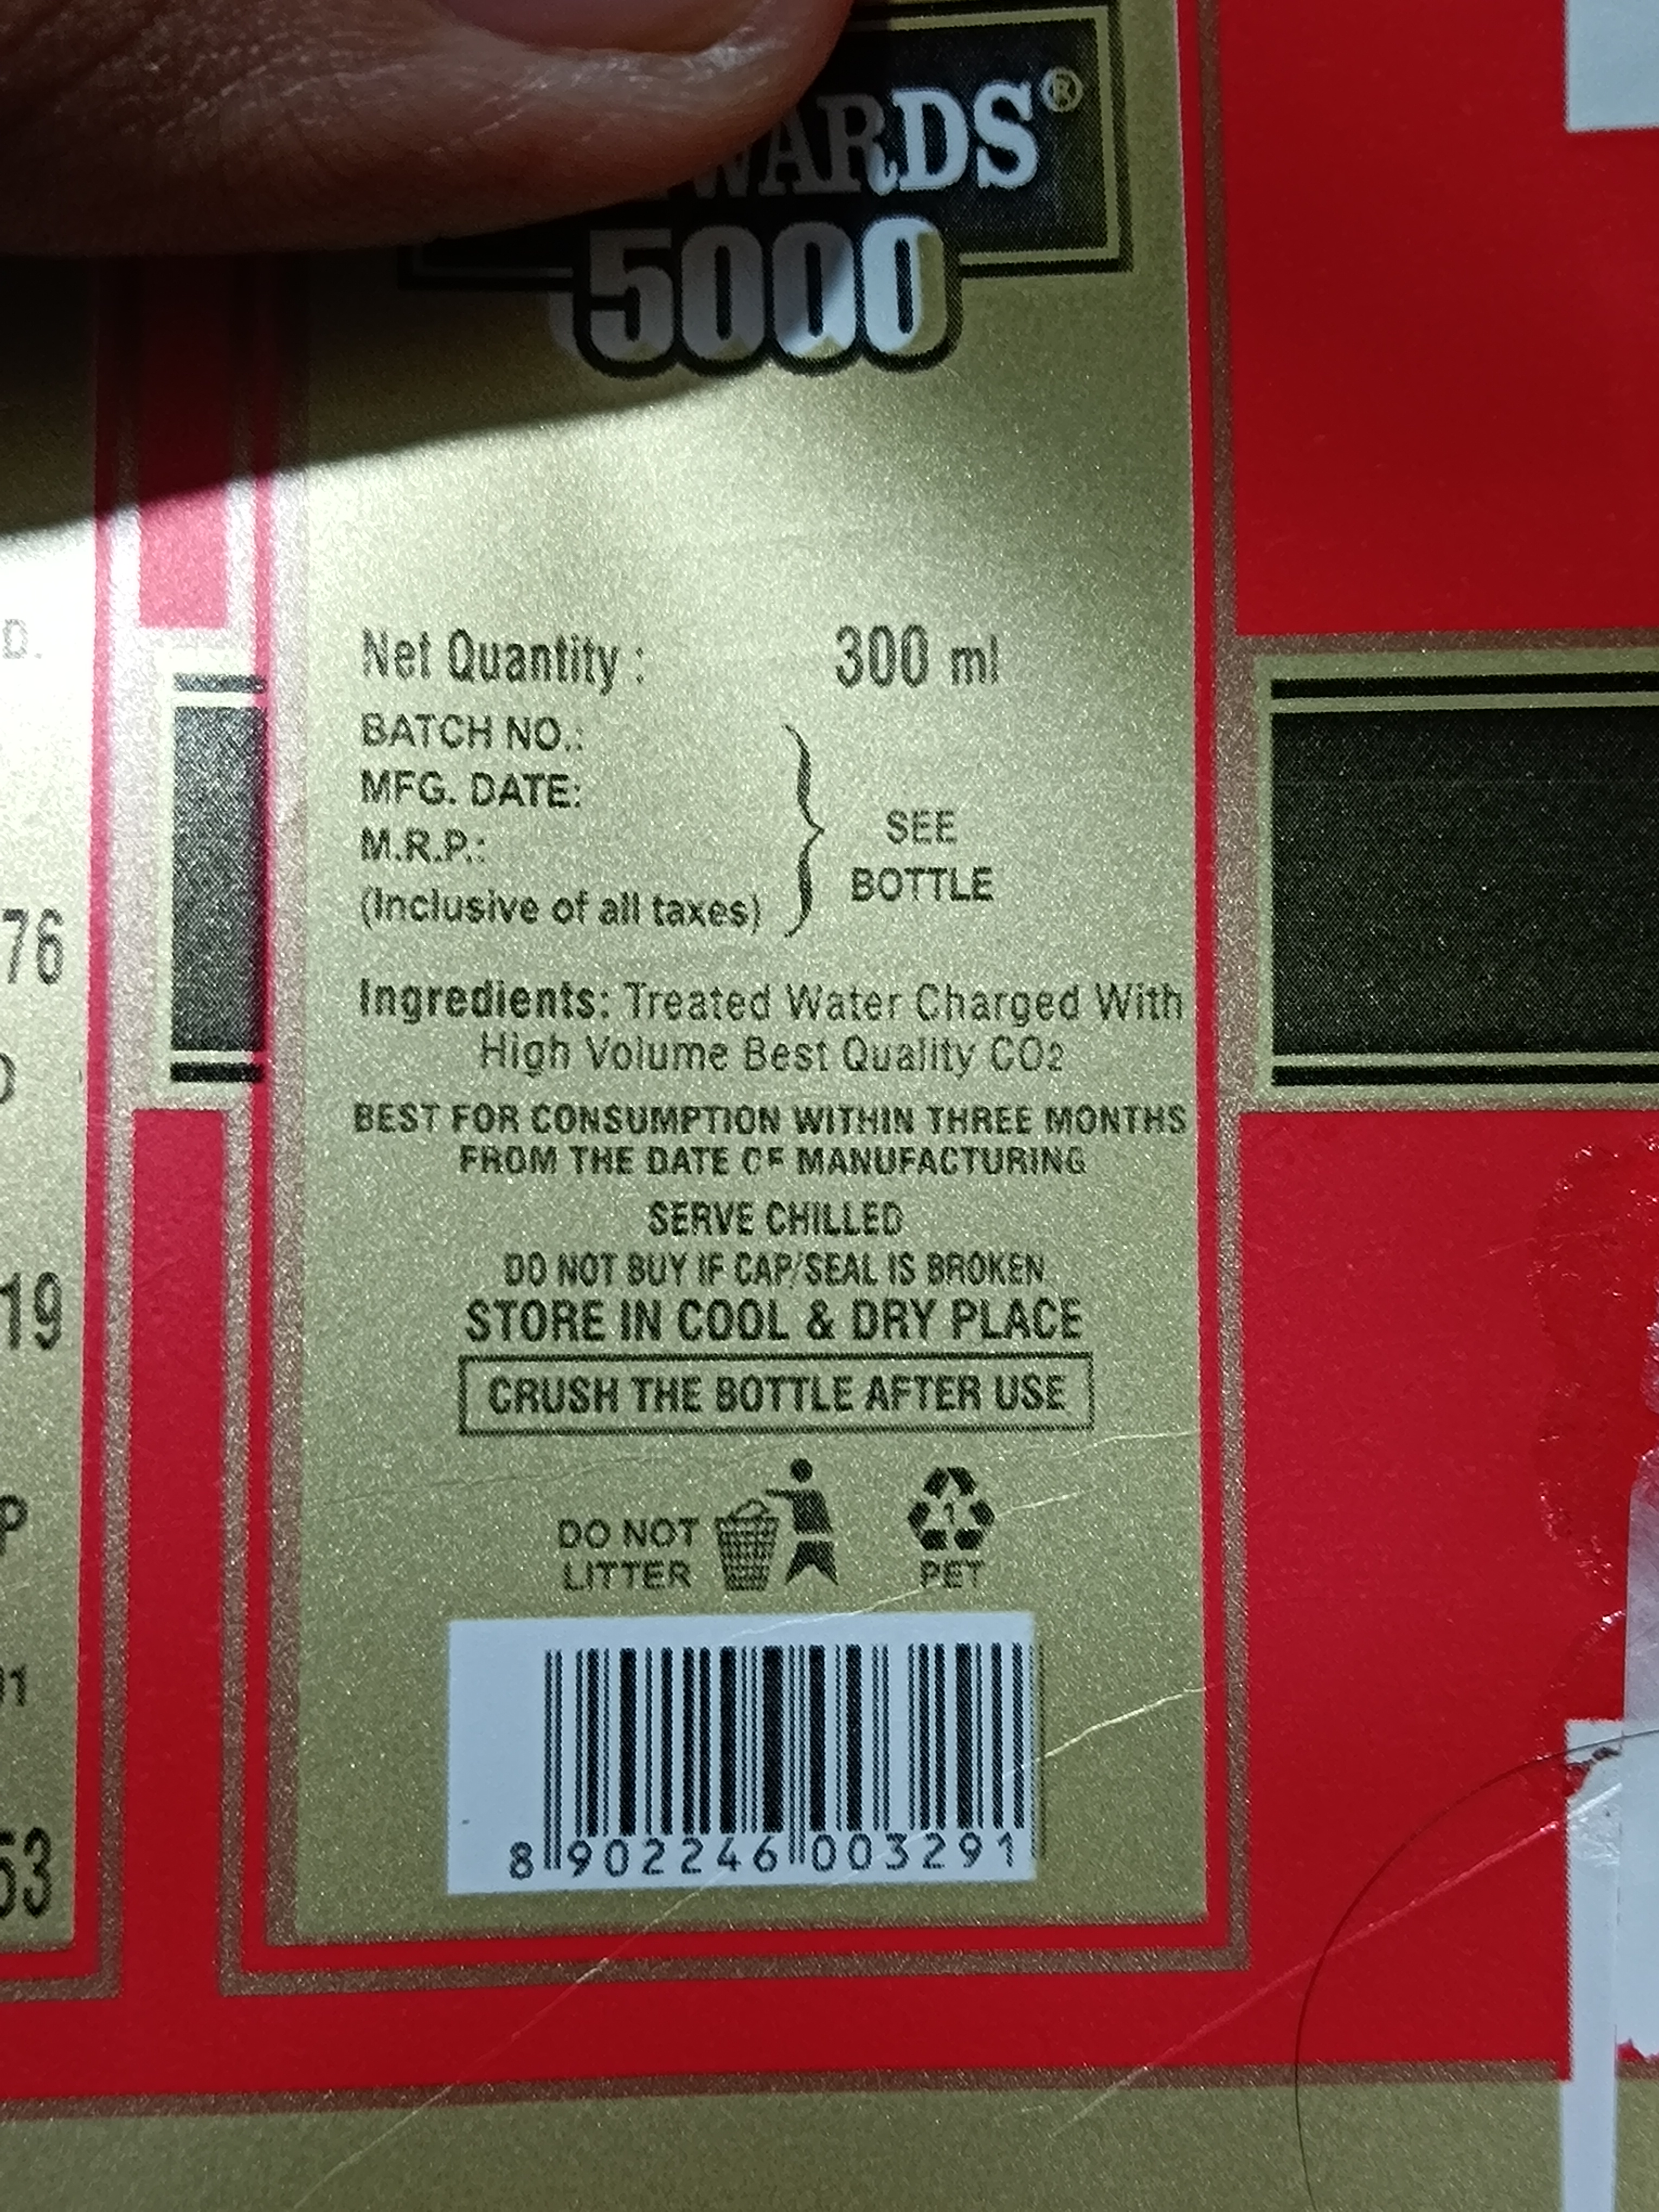 WARDS®
5000
D.
76
19
P
91
53
Net Quantity : 300 ml
BATCH NO.:
MFG. DATE:
M.R.P.:
(Inclusive of all taxes)
SEE
BOTTLE
Ingredients: Treated Water Charged With
High Volume Best Quality CO2
BEST FOR CONSUMPTION WITHIN THREE MONTHS
FROM THE DATE OF MANUFACTURING
SERVE CHILLED
DO NOT BUY IF CAP/SEAL IS BROKEN
STORE IN COOL & DRY PLACE
CRUSH THE BOTTLE AFTER USE
DO NOT
LITTER
1
PET
8 902246 003291